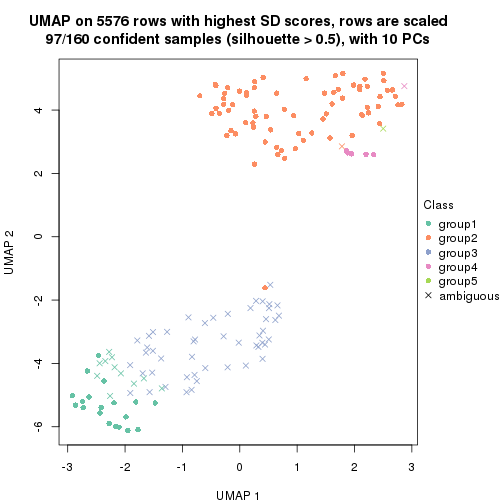 UMAP on 5576 rows with highest SD scores, rows are scaled
97/160 confident samples (silhouette > 0.5), with 10 PCs
4
2
0
-2
-4
-6
UMAP 2
-3
-2
-1
0
1
2
3
UMAP 1
Class
group1
group2
group3
group4
group5
ambiguous